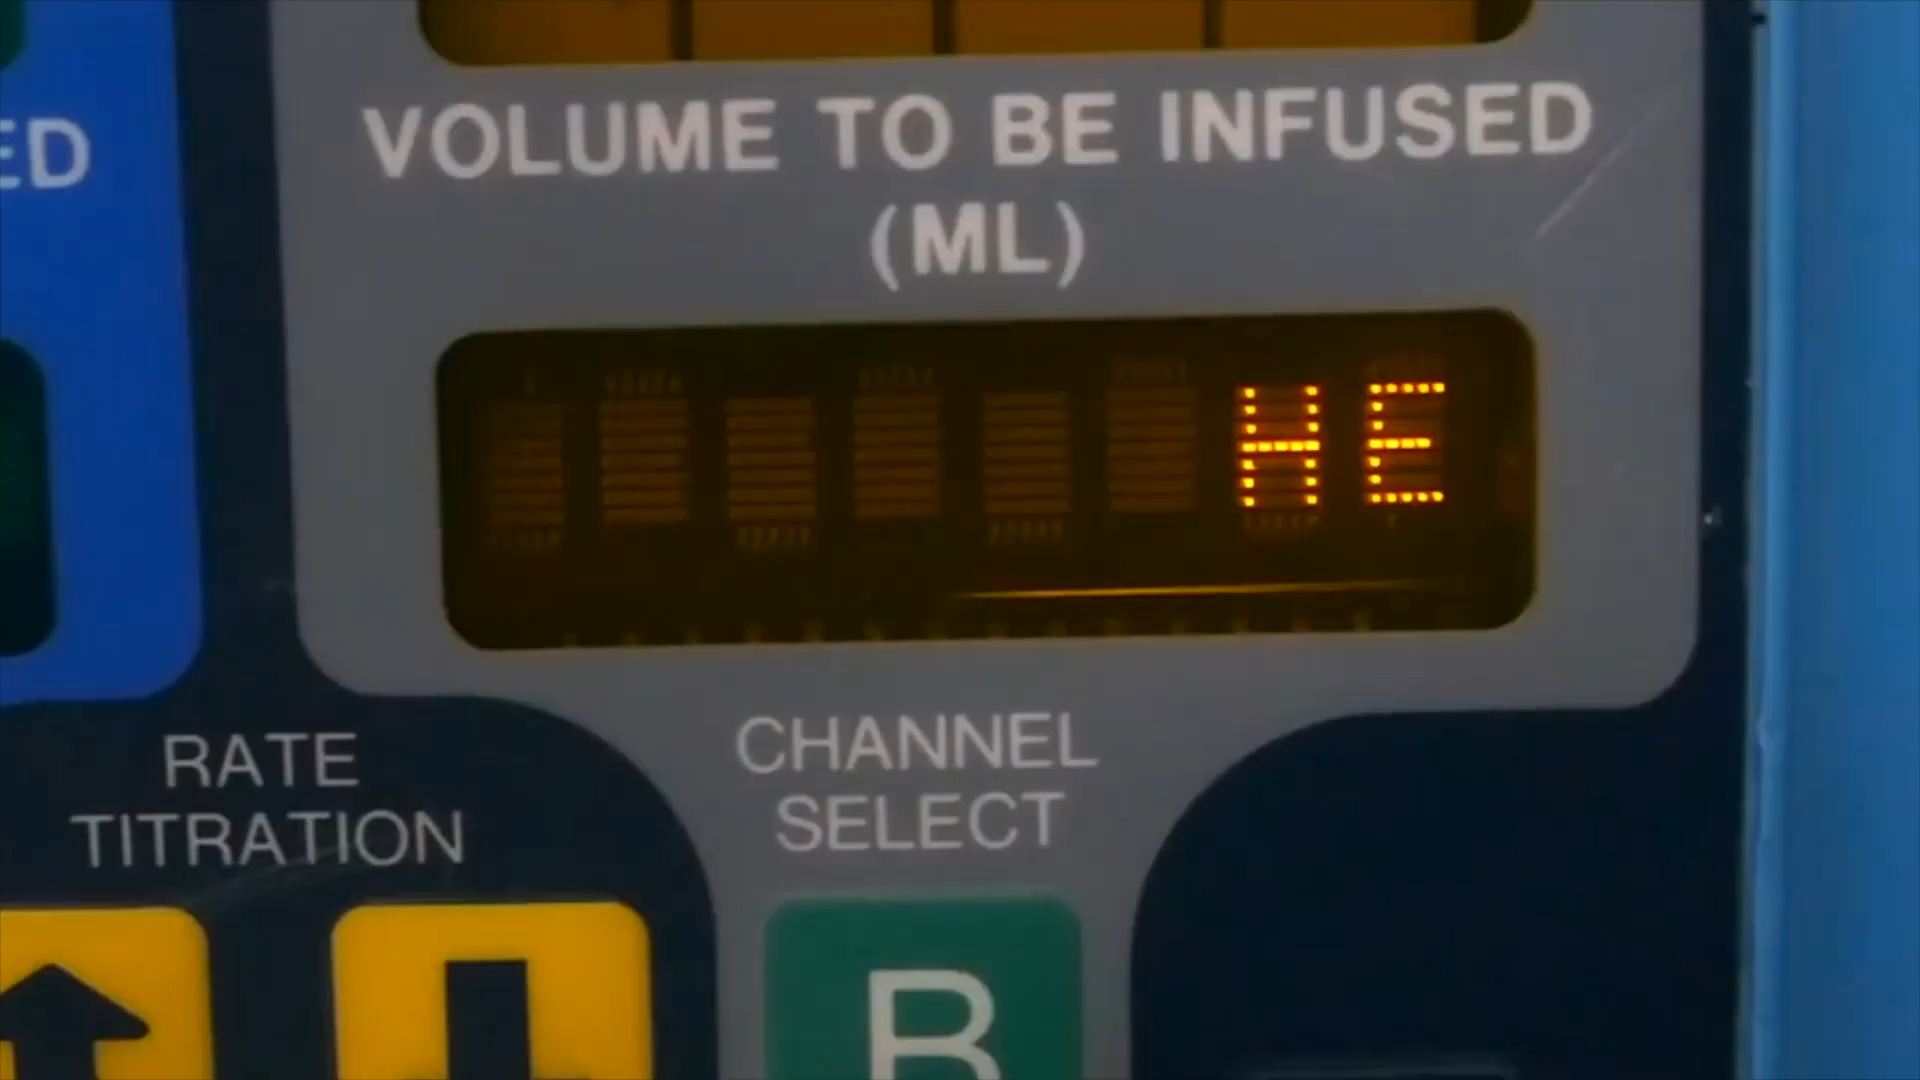 ED
VOLUME TO BE INFUSED
(ML)
HE
RATE
TITRATION
CHANNEL
SELECT
B